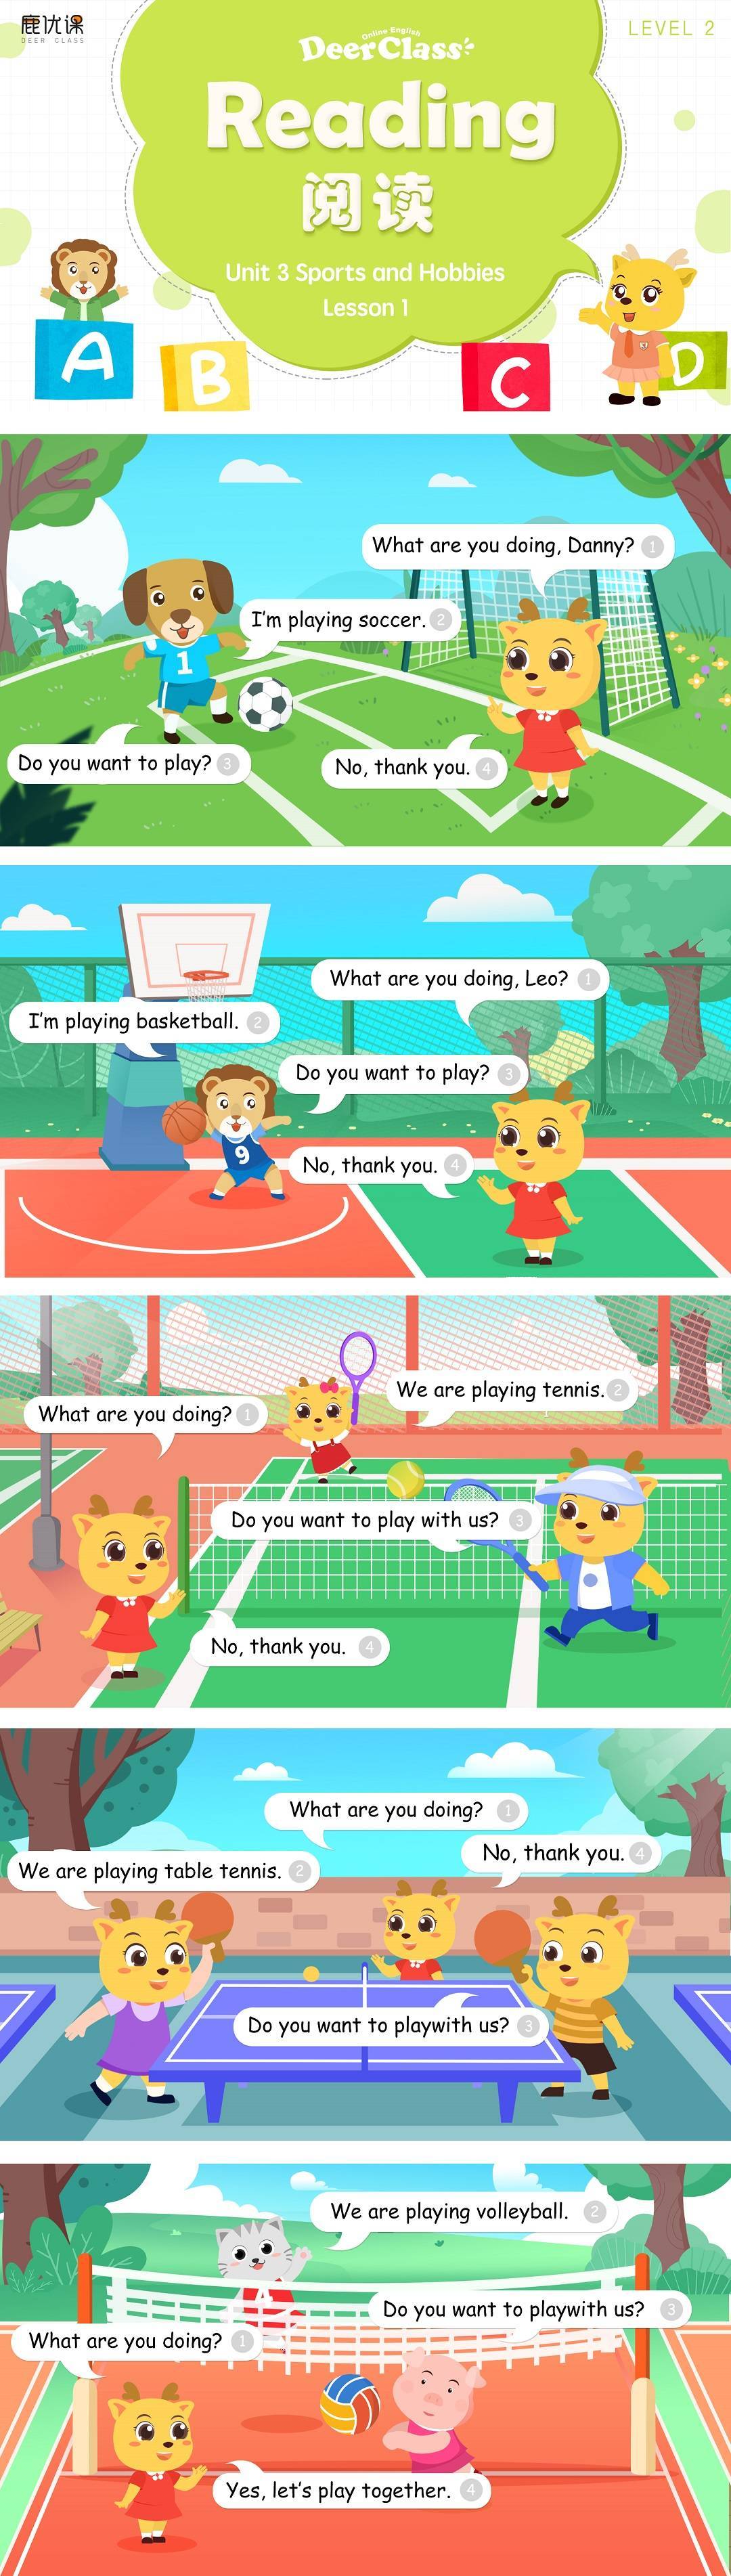 鹿优课
DEER CLASS
LEVEL 2
Online English
DeerClass
Reading
阅读
Unit 3 Sports and Hobbies
Lesson 1
A
B
C
D
What are you doing, Danny? 1
I'm playing soccer. 2
1
Do you want to play? 3
No, thank you. 4
What are you doing, Leo? 1
I'm playing basketball. 2
Do you want to play? 3
9
No, thank you. 4
We are playing tennis. 2
What are you doing? 1
Do you want to play with us? 3
No, thank you. 4
What are you doing? 1
No, thank you. 4
We are playing table tennis. 2
Do you want to playwith us? 3
We are playing volleyball. 2
Do you want to playwith us? 3
What are you doing? 1
Yes, let's play together. 4